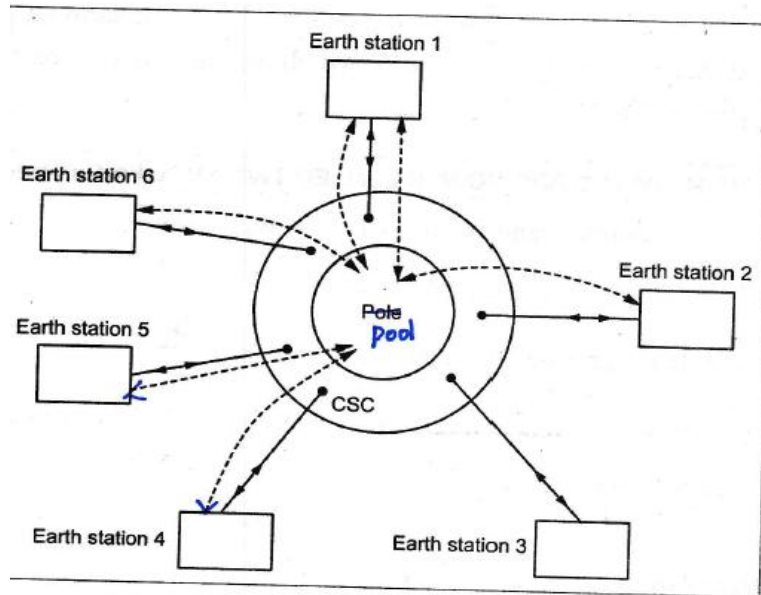 Earth station 1
Earth station 6
Earth station 2
Pole
pool
Earth station 5
CSC
Earth station 4
Earth station 3